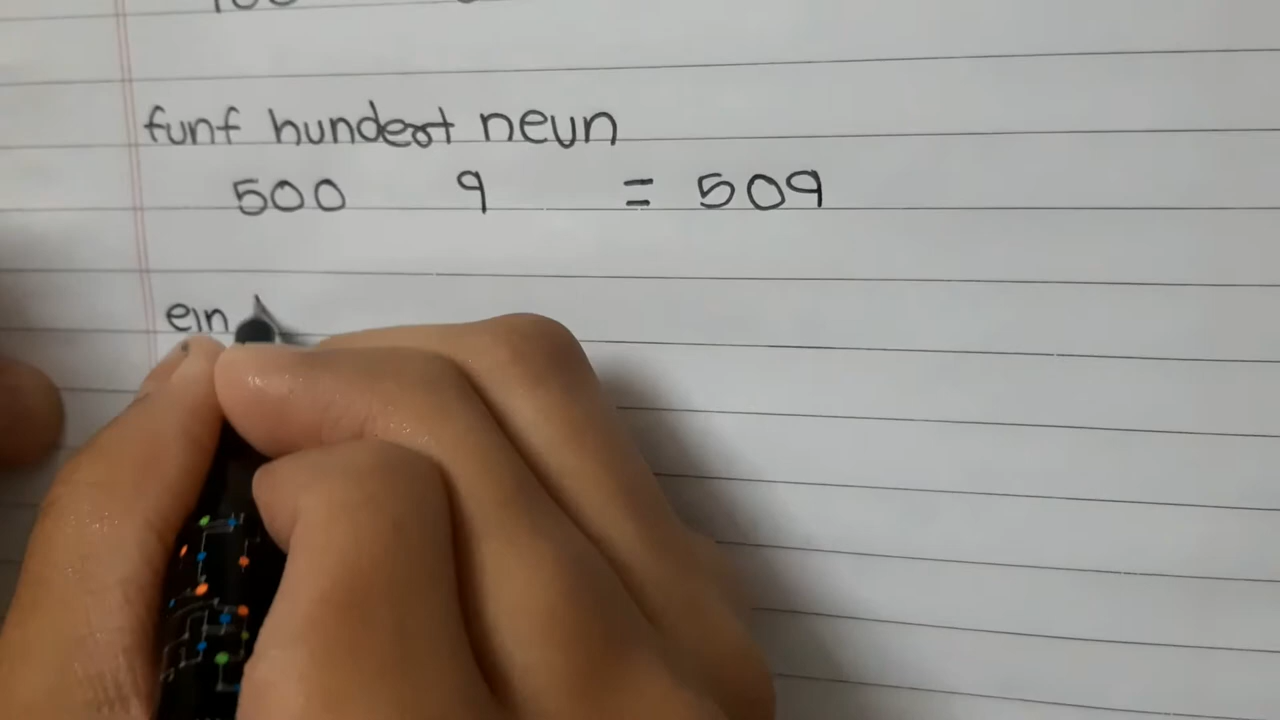 funf hundert neun
500 9 = 509
ein